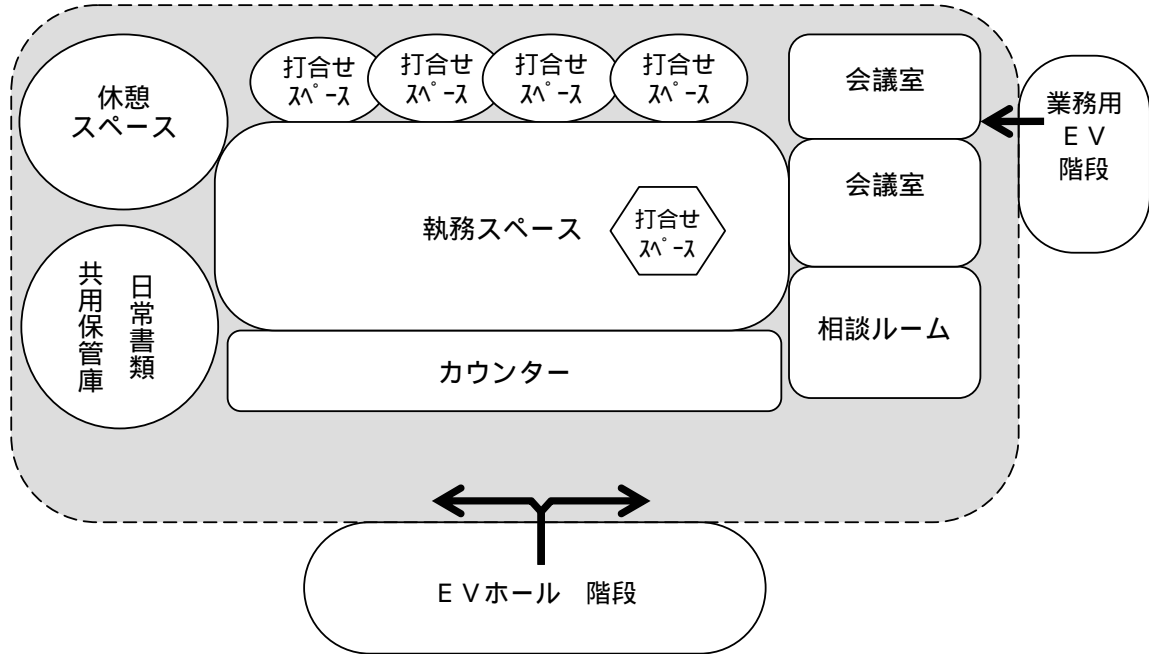 休憩
スペース
打合せ
ｽﾍﾟｰｽ
打合せ
ｽﾍﾟｰｽ
打合せ
ｽﾍﾟｰｽ
打合せ
ｽﾍﾟｰｽ
会議室
業務用
ＥＶ
階段
会議室
執務スペース
打合せ
ｽﾍﾟｰｽ
日常書類
共用保管庫
相談ルーム
カウンター
ＥＶホール　階段